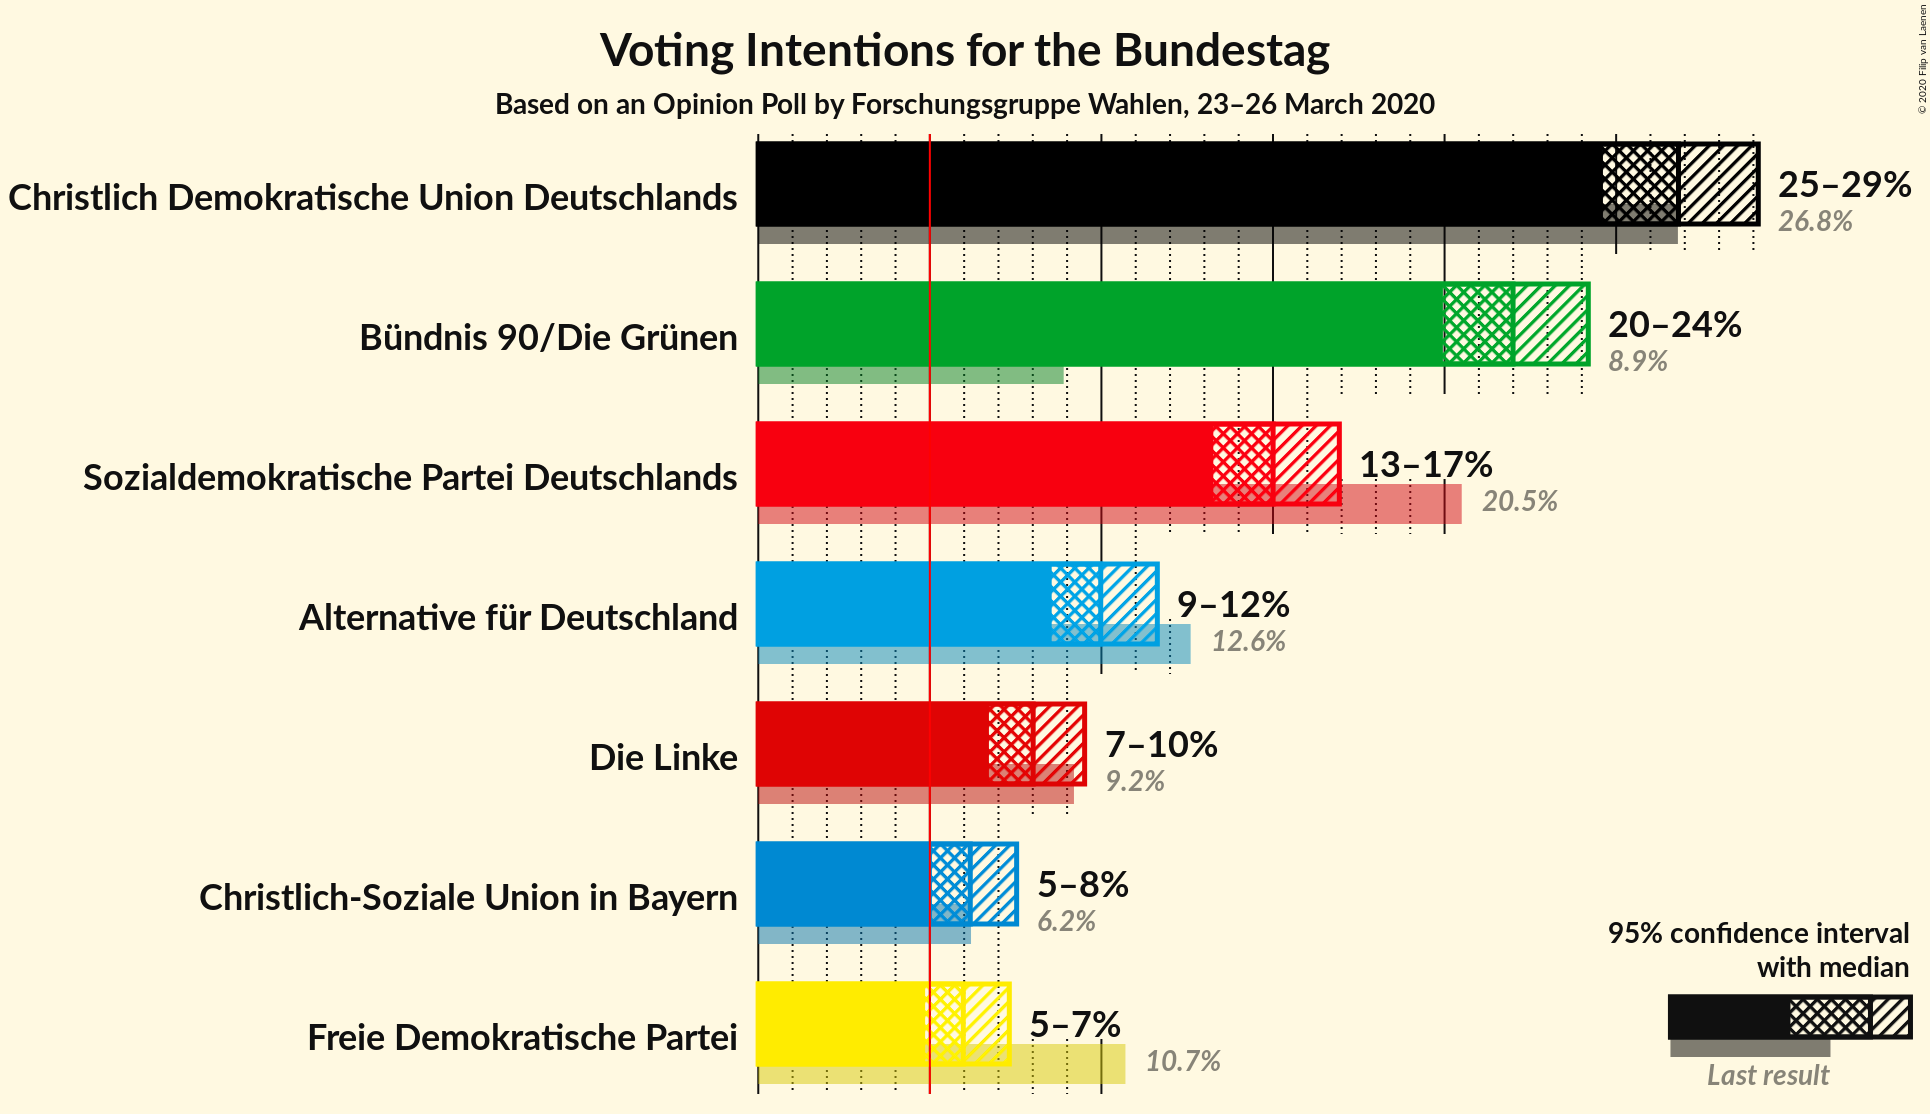 Voting Intentions for the Bundestag
Based on an Opinion Poll by Forschungsgruppe Wahlen, 23–26 March 2020
© 2020 Filip van Laenen
Christlich Demokratische Union Deutschlands
25–29%
26.8%
Bündnis 90/Die Grünen
20–24%
8.9%
Sozialdemokratische Partei Deutschlands
13–17%
20.5%
Alternative für Deutschland
9–12%
12.6%
Die Linke
7–10%
9.2%
Christlich-Soziale Union in Bayern
5–8%
6.2%
Freie Demokratische Partei
5–7%
10.7%
95% confidence interval
with median
Last result